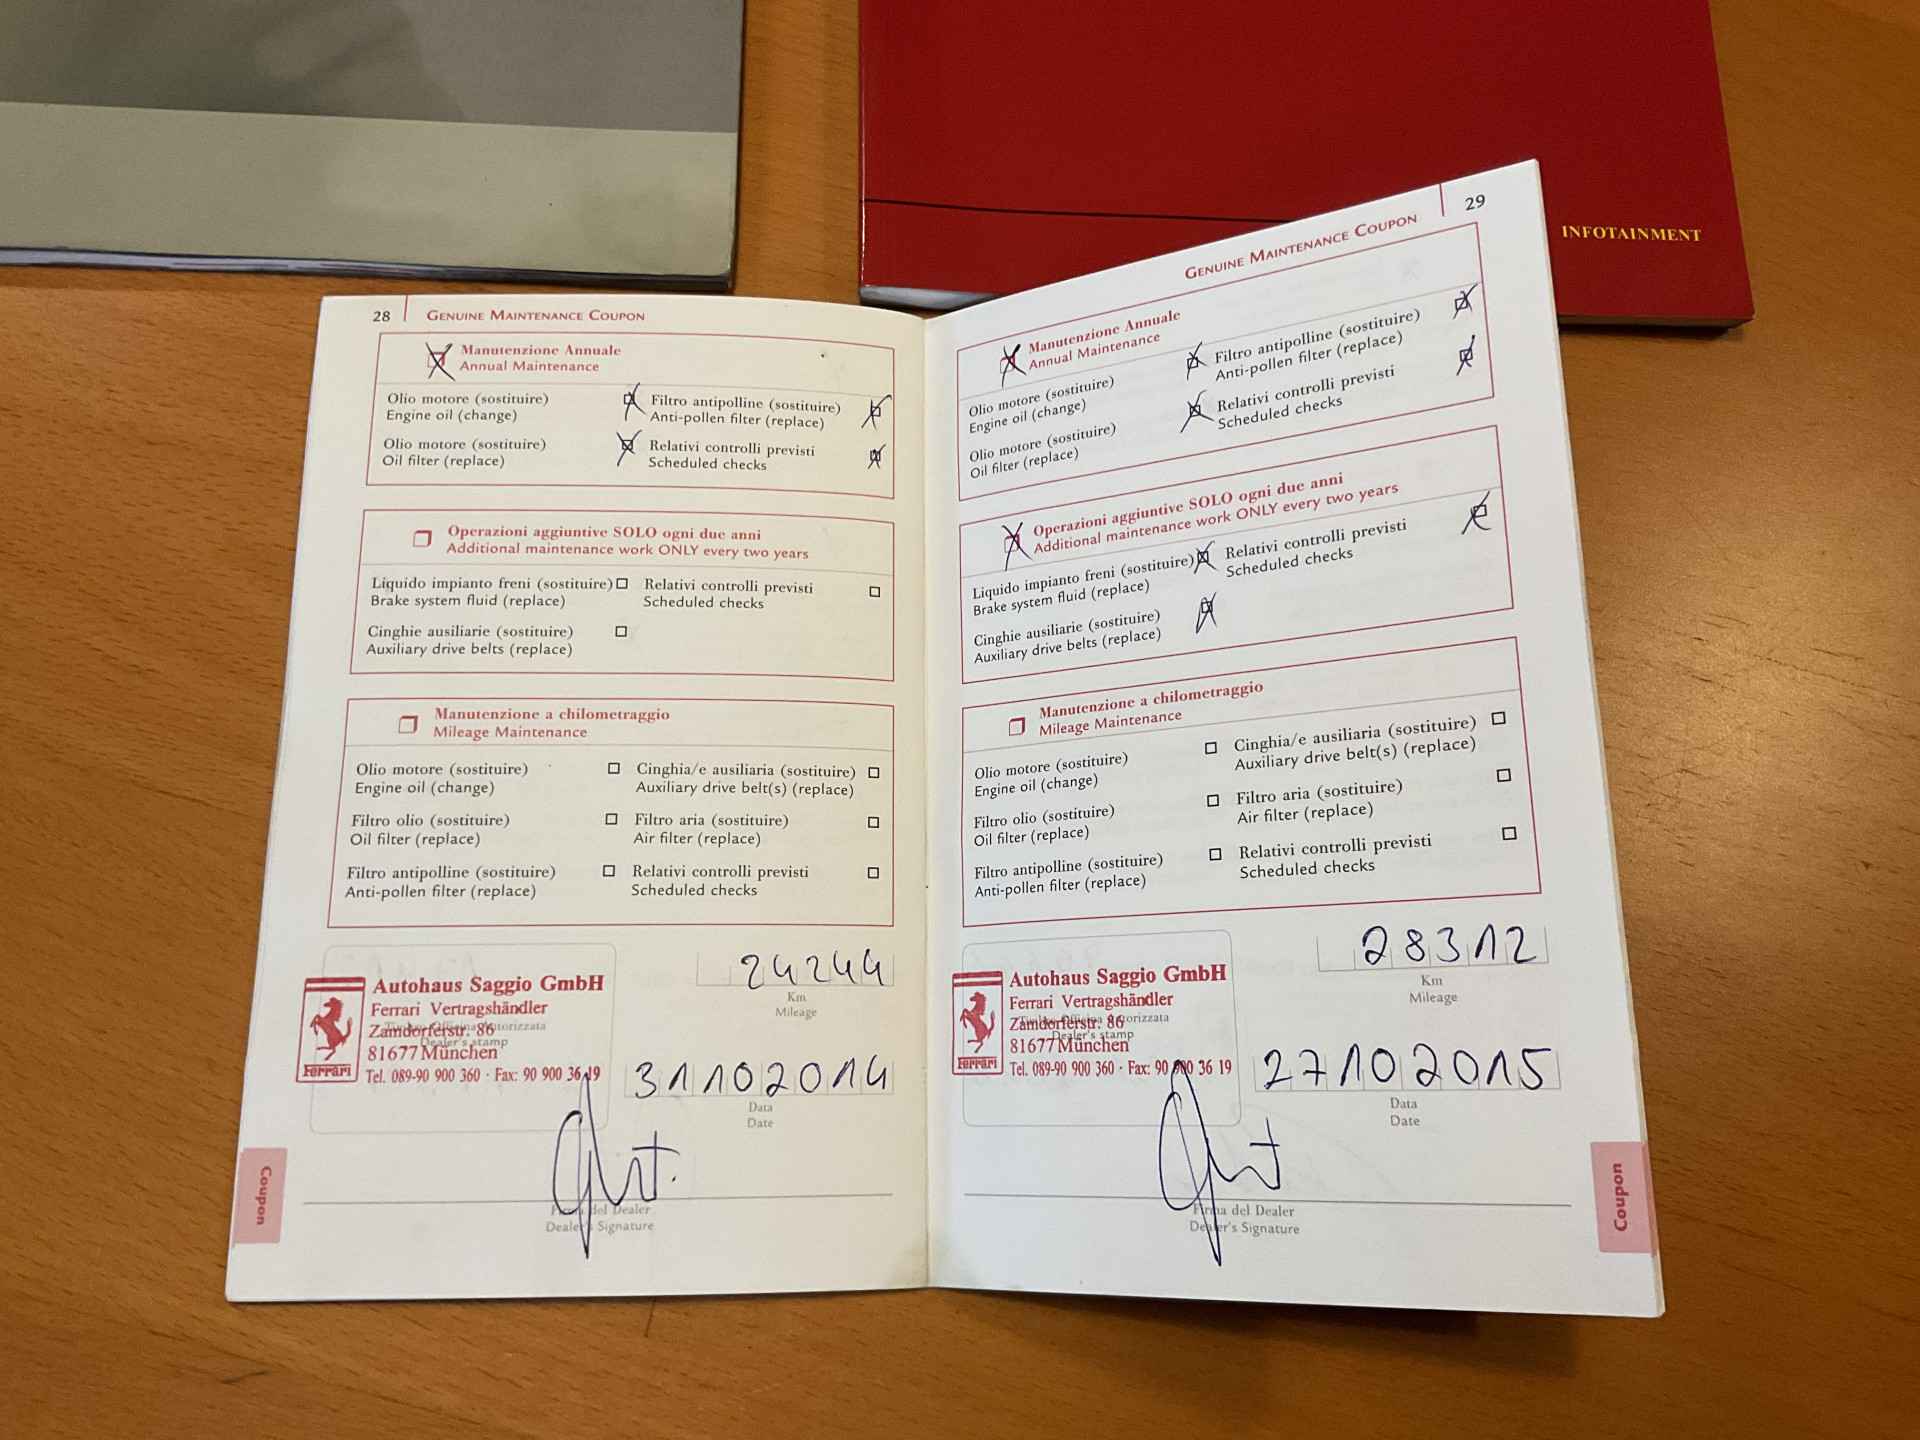 INFOTAINMENT
28 GENUINE MAINTENANCE COUPON
Manutenzione Annuale
Annual Maintenance
Olio motore (sostituire)
Engine oil (change)
Filtro antipolline (sostituire)
Anti-pollen filter (replace)
Olio motore (sostituire)
Oil filter (replace)
Relativi controlli previsti
Scheduled checks
Operazioni aggiuntive SOLO ogni due anni
Additional maintenance work ONLY every two years
Liquido impianto freni (sostituire)
Brake system fluid (replace)
Relativi controlli previsti
Scheduled checks
Cinghie ausiliarie (sostituire)
Auxiliary drive belts (replace)
Manutenzione a chilometraggio
Mileage Maintenance
Olio motore (sostituire)
Engine oil (change)
Cinghia/e ausiliaria (sostituire)
Auxiliary drive belt(s) (replace)
Filtro olio (sostituire)
Oil filter (replace)
Filtro aria (sostituire)
Air filter (replace)
Filtro antipolline (sostituire)
Anti-pollen filter (replace)
Relativi controlli previsti
Scheduled checks
24244
Km
Mileage
Autohaus Saggio GmbH
Ferrari Vertragshändler
Zamdorferstr. 86
81677 München
Tel. 089-90 900 360 · Fax: 90 900 36 19
Ferrari
Dealer's stamp
31102014
Data
Date
Firma del Dealer
Dealer's Signature
Coupon
GENUINE MAINTENANCE COUPON 29
Manutenzione Annuale
Annual Maintenance
Olio motore (sostituire)
Engine oil (change)
Filtro antipolline (sostituire)
Anti-pollen filter (replace)
Olio motore (sostituire)
Oil filter (replace)
Relativi controlli previsti
Scheduled checks
Operazioni aggiuntive SOLO ogni due anni
Additional maintenance work ONLY every two years
Liquido impianto freni (sostituire)
Brake system fluid (replace)
Relativi controlli previsti
Scheduled checks
Cinghie ausiliarie (sostituire)
Auxiliary drive belts (replace)
Manutenzione a chilometraggio
Mileage Maintenance
Olio motore (sostituire)
Engine oil (change)
Cinghia/e ausiliaria (sostituire)
Auxiliary drive belt(s) (replace)
Filtro olio (sostituire)
Oil filter (replace)
Filtro aria (sostituire)
Air filter (replace)
Filtro antipolline (sostituire)
Anti-pollen filter (replace)
Relativi controlli previsti
Scheduled checks
28312
Km
Mileage
Autohaus Saggio GmbH
Ferrari Vertragshändler
Zamdorferstr. 86
81677 München
Tel. 089-90 900 360 · Fax: 90 900 36 19
Ferrari
Dealer's stamp
27102015
Data
Date
Firma del Dealer
Dealer's Signature
Coupon